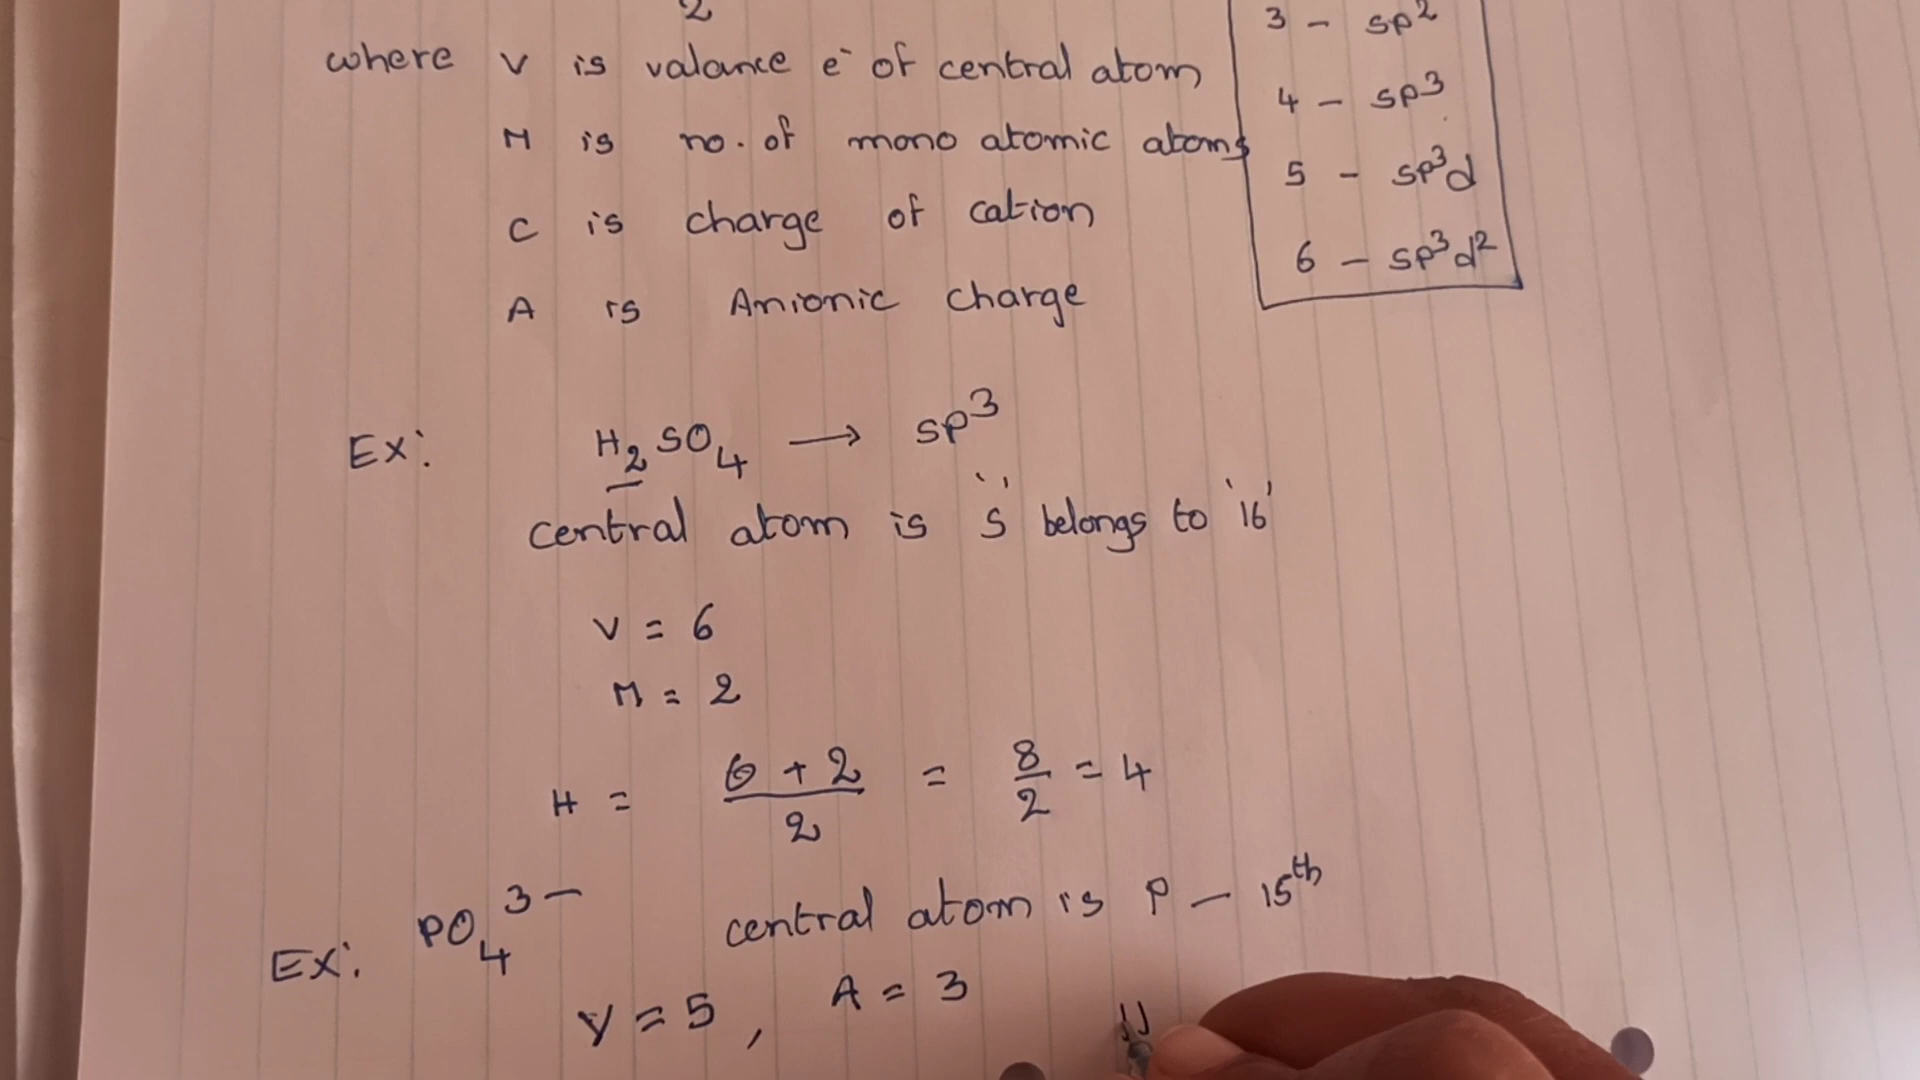 2
where V is valance e⁻ of central atom
M is no. of mono atomic atoms
C is charge of cation
A is Anionic charge
3 - sp²
4 - sp³
5 - sp³d
6 - sp³d²
Ex: H₂SO₄ → sp³
central atom is 'S' belongs to '16'
V = 6
M = 2
H = (6 + 2)/2 = 8/2 = 4
Ex: PO₄³⁻ central atom is P - 15th
V = 5, A = 3